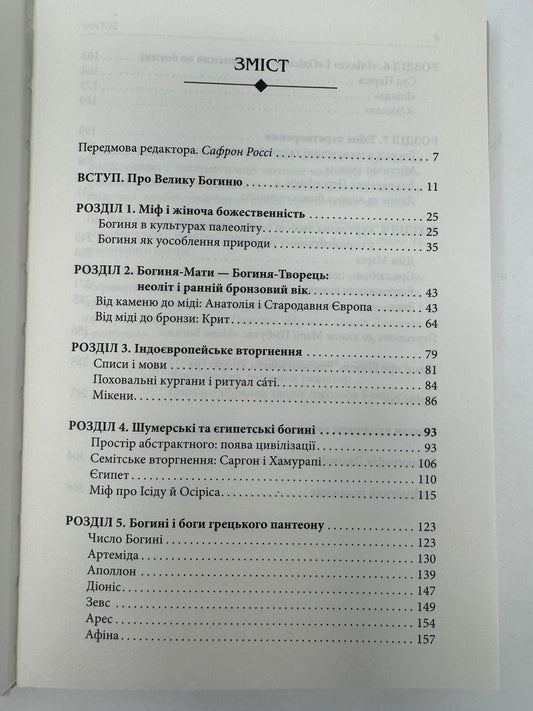 ЗМІСТ
Передмова редактора. Сафрон Россі 7
ВСТУП. Про Велику Богиню 11
РОЗДІЛ 1. Міф і жіноча божественність 25
Богиня в культурах палеоліту 25
Богиня як уособлення природи 35
РОЗДІЛ 2. Богиня-Мати — Богиня-Творець:
неоліт і ранній бронзовий вік 43
Від каменю до міді: Анатолія і Стародавня Європа 43
Від міді до бронзи: Крит 64
РОЗДІЛ 3. Індоєвропейське вторгнення 79
Списи і мови 81
Поховальні кургани і ритуал са́ті 84
Мікени 86
РОЗДІЛ 4. Шумерські та єгипетські богині 93
Простір абстрактного: поява цивілізації 93
Семітське вторгнення: Саргон і Хамурапі 106
Єгипет 110
Міф про Ісіду й Осіріса 115
РОЗДІЛ 5. Богині і боги грецького пантеону 123
Число Богині 123
Артеміда 130
Аполлон 139
Діоніс 147
Зевс 149
Арес 154
Афіна 157